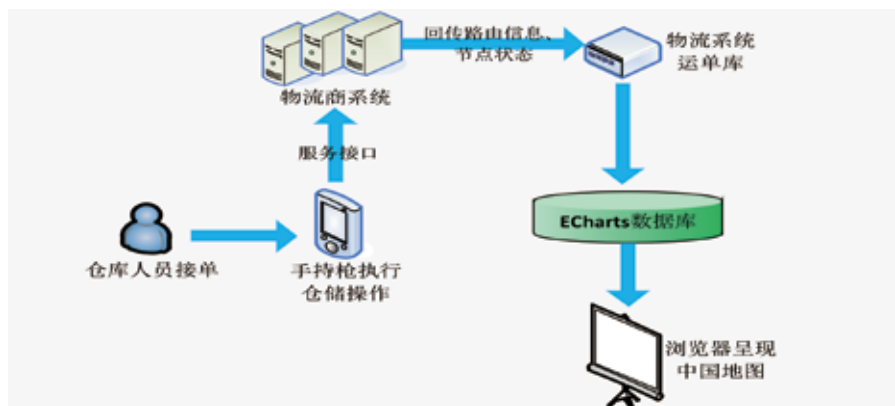 回传路由信息、
节点状态
物流系统
运单库
物流商系统
服务接口
ECharts数据库
仓库人员接单
手持枪执行
仓储操作
浏览器呈现
中国地图